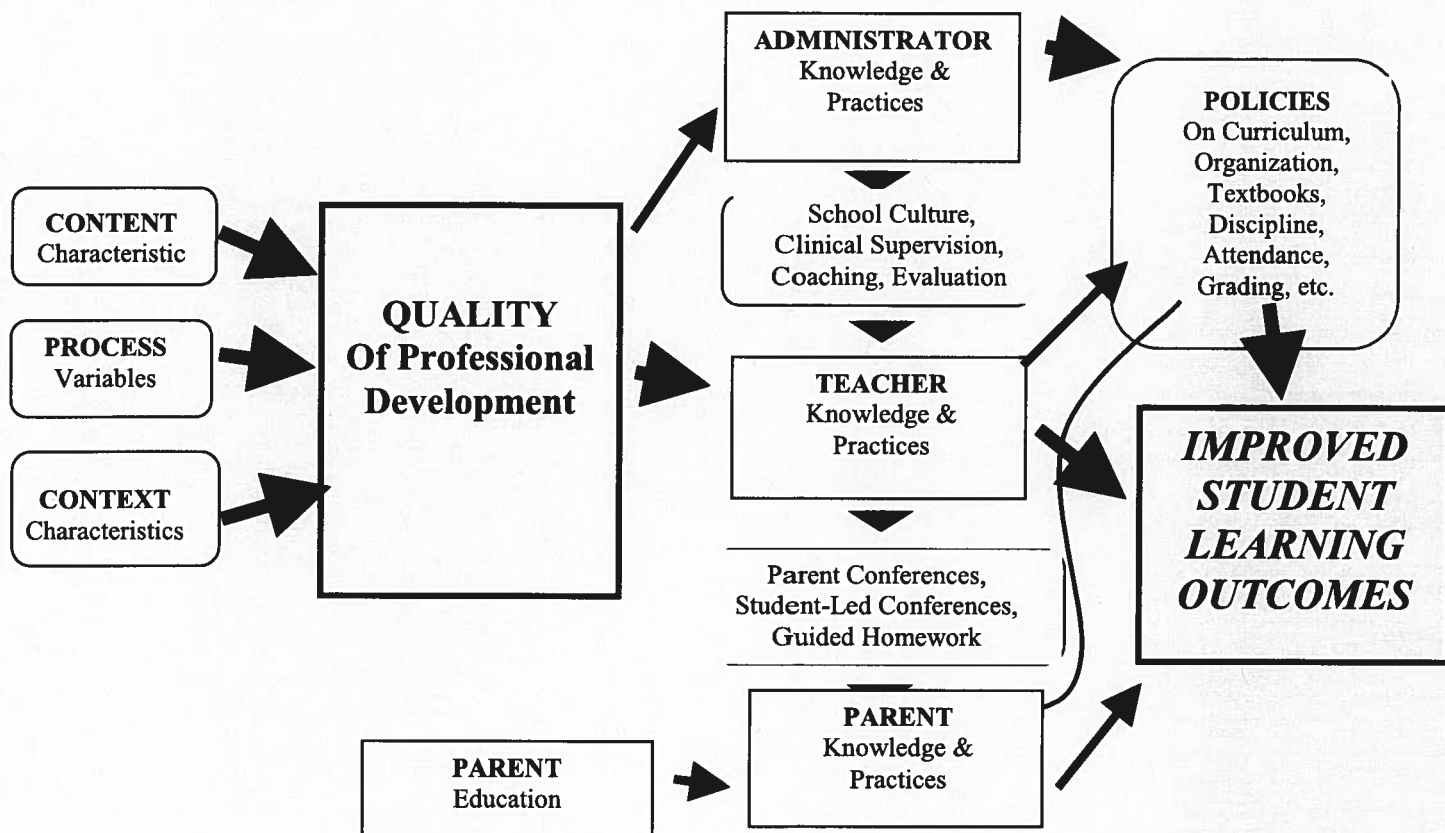 CONTENT
Characteristic
PROCESS
Variables
CONTEXT
Characteristics
QUALITY
Of Professional
Development
ADMINISTRATOR
Knowledge &
Practices
School Culture,
Clinical Supervision,
Coaching, Evaluation
TEACHER
Knowledge &
Practices
Parent Conferences,
Student-Led Conferences,
Guided Homework
PARENT
Knowledge &
Practices
PARENT
Education
POLICIES
On Curriculum,
Organization,
Textbooks,
Discipline,
Attendance,
Grading, etc.
IMPROVED
STUDENT
LEARNING
OUTCOMES